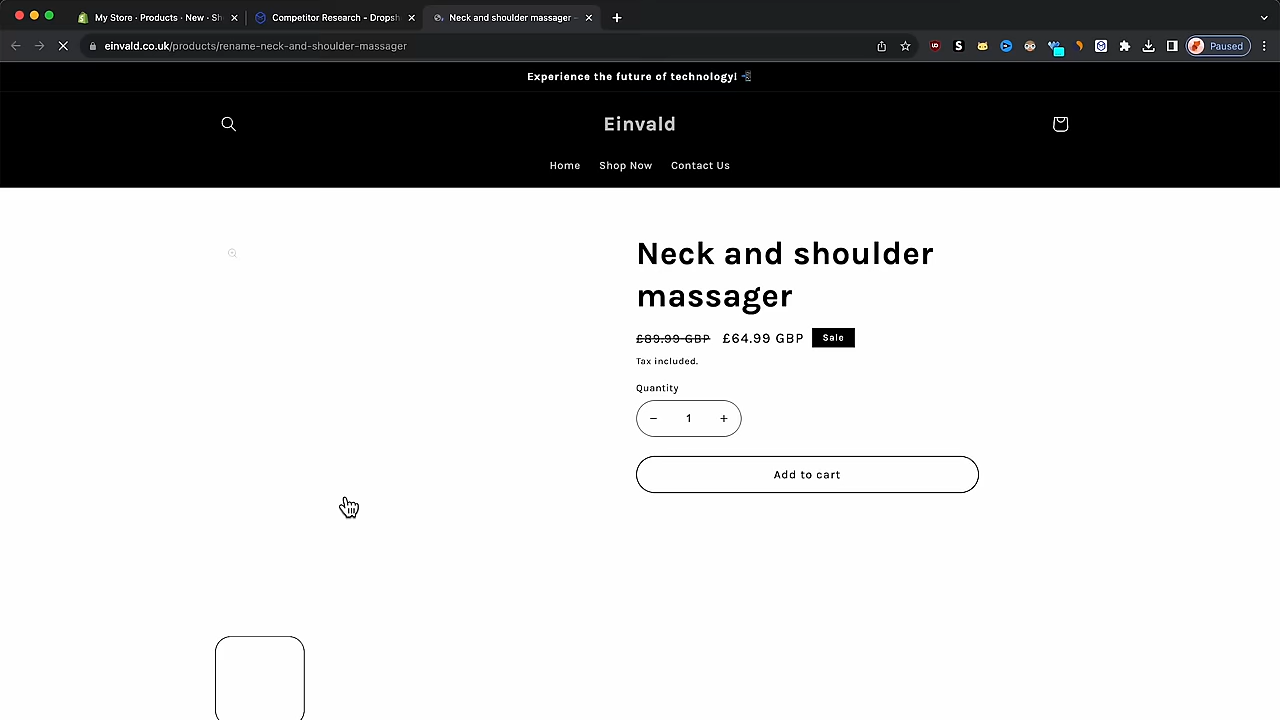 My Store · Products · New · Sh
Competitor Research - Dropsh
Neck and shoulder massager –
einvald.co.uk/products/rename-neck-and-shoulder-massager
Paused
Experience the future of technology!
Einvald
Home Shop Now Contact Us
Neck and shoulder
massager
£89.99 GBP £64.99 GBP Sale
Tax included.
Quantity
− 1 +
Add to cart